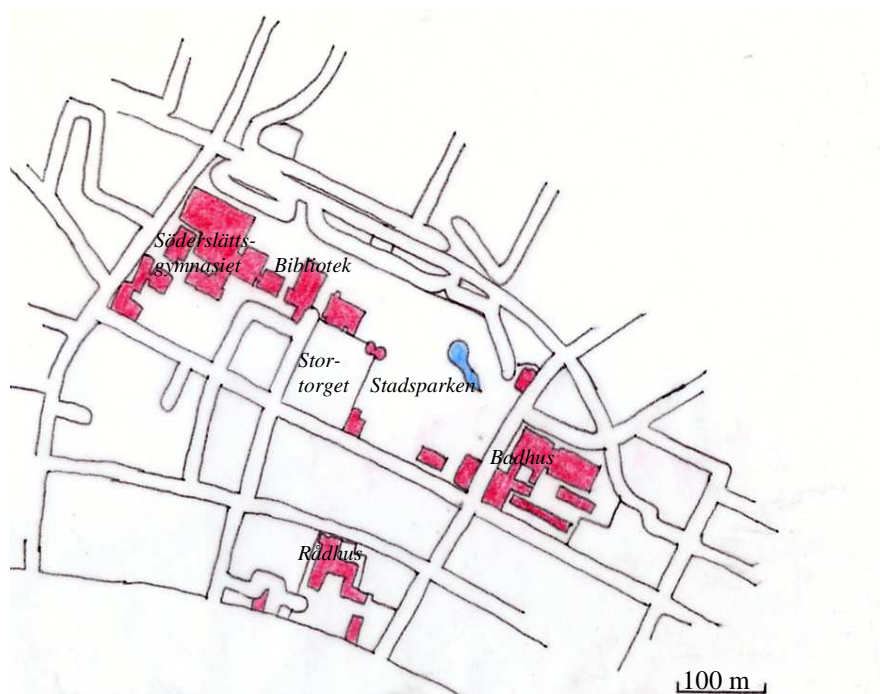 Söderslätts-
gymnasiet
Bibliotek
Stor-
torget
Stadsparken
Badhus
Rådhus
100 m